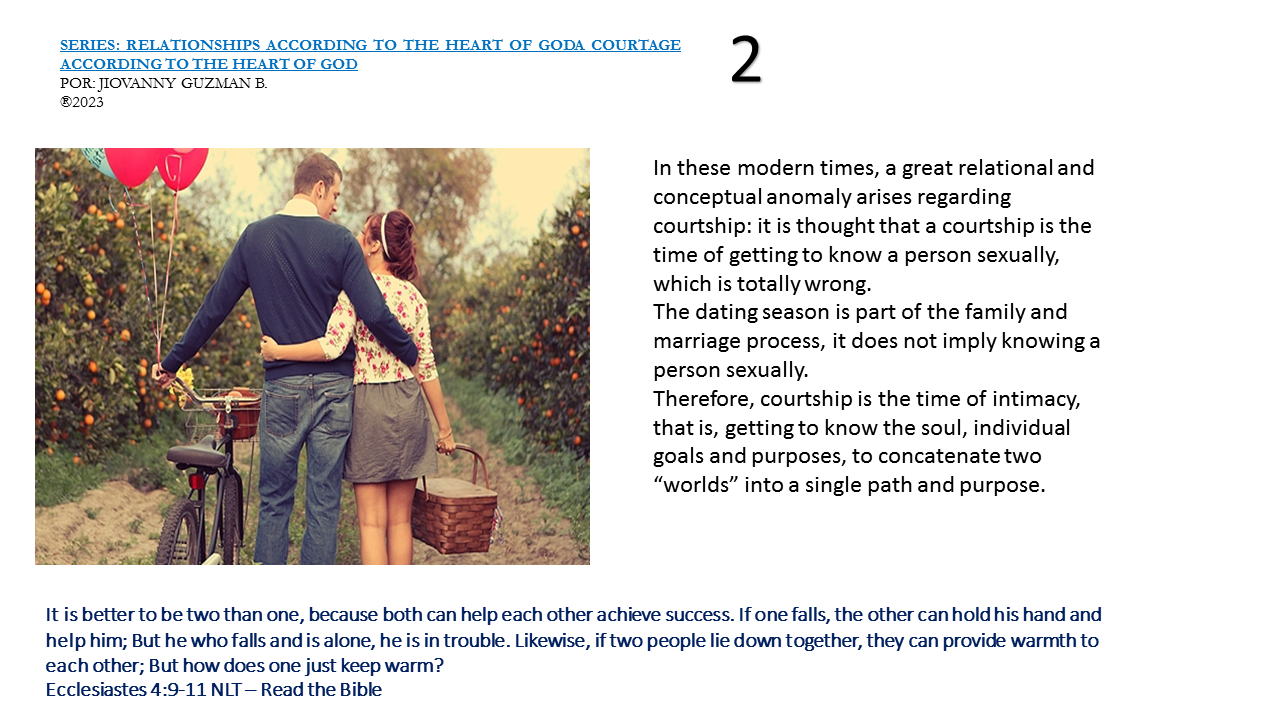 SERIES: RELATIONSHIPS ACCORDING TO THE HEART OF GODA COURTAGE
ACCORDING TO THE HEART OF GOD
POR: JIOVANNY GUZMAN B.
®2023
2
In these modern times, a great relational and
conceptual anomaly arises regarding
courtship: it is thought that a courtship is the
time of getting to know a person sexually,
which is totally wrong.
The dating season is part of the family and
marriage process, it does not imply knowing a
person sexually.
Therefore, courtship is the time of intimacy,
that is, getting to know the soul, individual
goals and purposes, to concatenate two
“worlds” into a single path and purpose.
It is better to be two than one, because both can help each other achieve success. If one falls, the other can hold his hand and
help him; But he who falls and is alone, he is in trouble. Likewise, if two people lie down together, they can provide warmth to
each other; But how does one just keep warm?
Ecclesiastes 4:9-11 NLT – Read the Bible